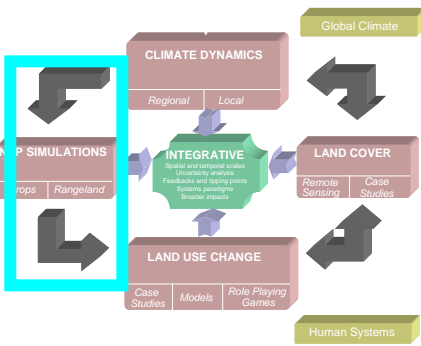 Global Climate
CLIMATE DYNAMICS
Regional Local
SIMULATIONS
Rangeland
INTEGRATIVE
Spatial and temporal scales
Uncertainty analysis
Feedbacks and tipping points
Systems paradigms
Broader impacts
LAND COVER
Remote Sensing
Case Studies
LAND USE CHANGE
Case Studies
Models
Role Playing Games
Human Systems